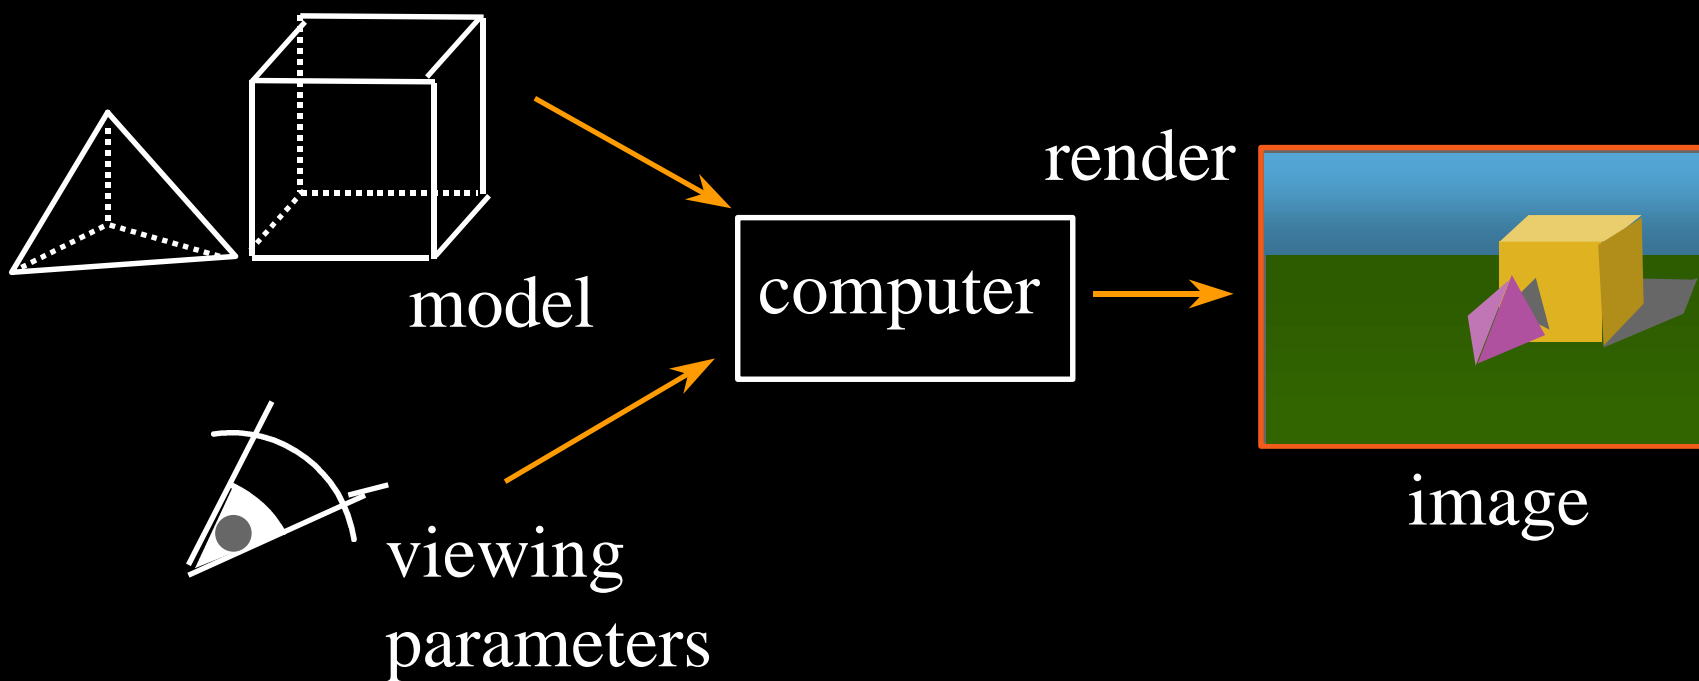 model
viewing
parameters
computer
render
image